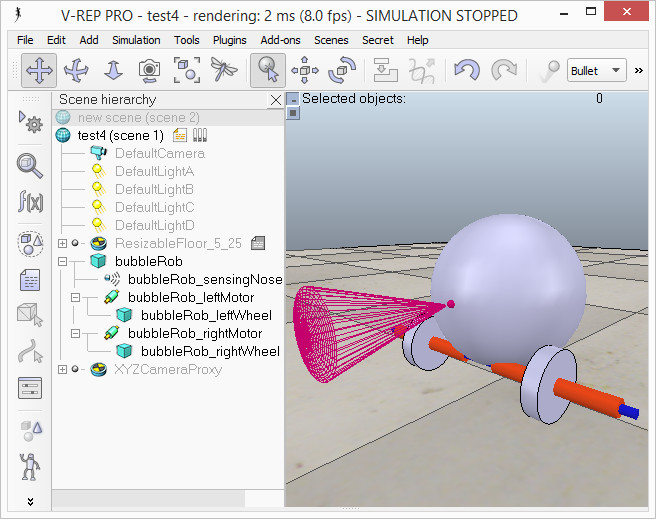 V-REP PRO - test4 - rendering: 2 ms (8.0 fps) - SIMULATION STOPPED
File Edit Add Simulation Tools Plugins Add-ons Scenes Secret Help
Bullet »
Scene hierarchy
Selected objects: 0
new scene (scene 2)
test4 (scene 1)
DefaultCamera
DefaultLightA
DefaultLightB
DefaultLightC
DefaultLightD
ResizableFloor_5_25
bubbleRob
bubbleRob_sensingNose
bubbleRob_leftMotor
bubbleRob_leftWheel
bubbleRob_rightMotor
bubbleRob_rightWheel
XYZCameraProxy
f(x)